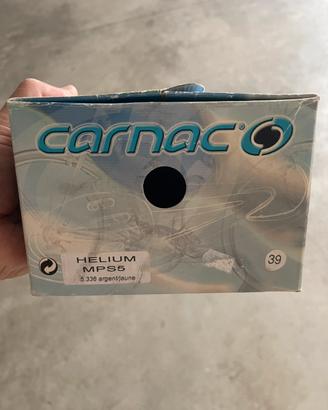 carnac®
HELIUM
MPS5
5.336 argent/jaune
39